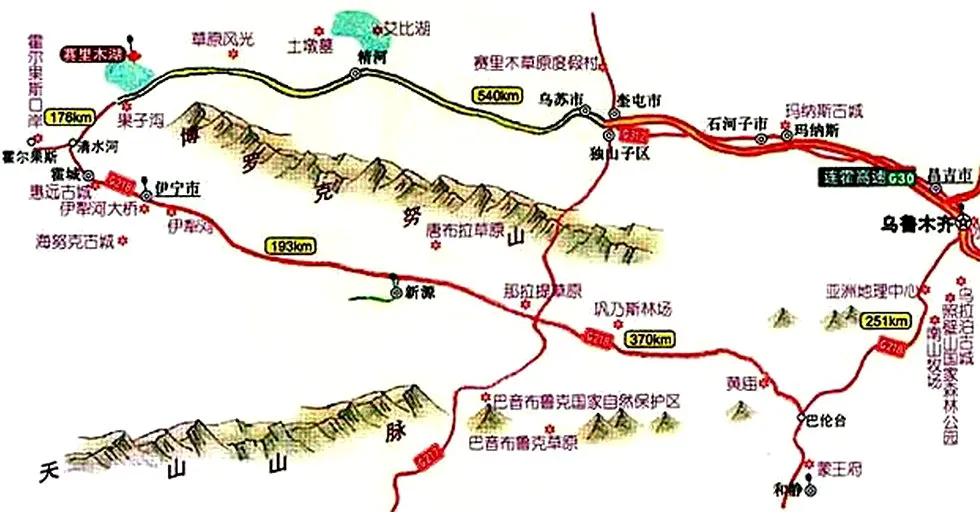 霍尔果斯口岸
赛里木湖
草原风光
土墩墓
艾比湖
精河
赛里木草原度假村
176km
果子沟
540km
乌苏市
奎屯市
玛纳斯古城
石河子市
玛纳斯
G312
霍尔果斯
清水河
独山子区
霍城
G218
惠远古城
伊宁市
伊犁河大桥
伊犁河
海努克古城
博罗克努山
唐布拉草原
连霍高速G30
昌吉市
乌鲁木齐
193km
新源
那拉提草原
巩乃斯林场
G218
370km
亚洲地理中心
251km
G218
乌拉泊古城
照壁山国家森林公园
南山牧场
黄庙
巴音布鲁克国家自然保护区
巴仑台
巴音布鲁克草原
天山山脉
G217
蒙王府
和静